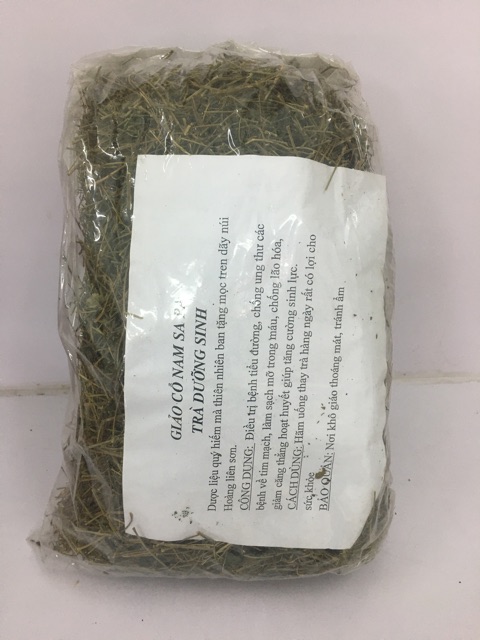 GIẢO CỔ NAM SA
TRÀ DƯỠNG SINH
Dược liệu quý hiếm mà thiên nhiên ban tặng mọc tren dãy núi
Hoàng liên sơn.
CÔNG DỤNG: Điều trị bệnh tiểu đường, chống ung thư các
bệnh về tim mạch, làm sạch mỡ trong máu, chống lão hóa,
giảm căng thẳng hoạt huyết giúp tăng cường sinh lực.
CÁCH DÙNG: Hãm uống thay trà hàng ngày rất có lợi cho
sức khỏe
BẢO QUẢN: Nơi khô giáo thoáng mát, tránh ẩm